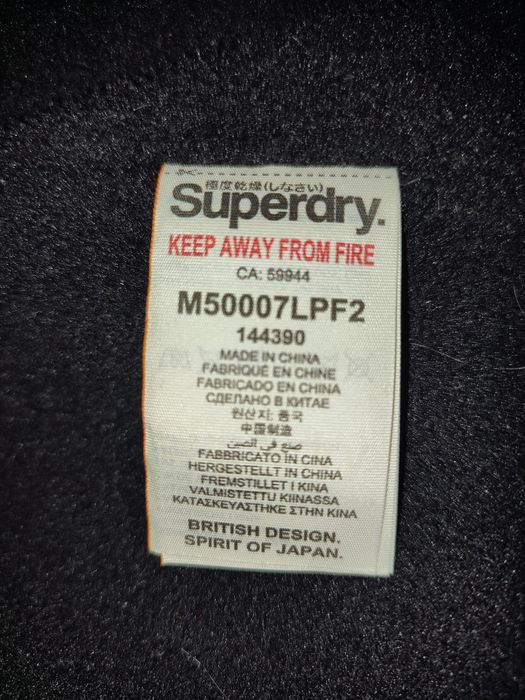 極度乾燥(しなさい)
Superdry.
KEEP AWAY FROM FIRE
CA: 59944
M50007LPF2
144390
MADE IN CHINA
FABRIQUÉ EN CHINE
FABRICADO EN CHINA
СДЕЛАНО В КИТАЕ
원산지: 중국
中国制造
صنع في الصين
FABBRICATO IN CINA
HERGESTELLT IN CHINA
FREMSTILLET I KINA
VALMISTETTU KIINASSA
ΚΑΤΑΣΚΕΥΑΣΤΗΚΕ ΣΤΗΝ ΚΙΝΑ
BRITISH DESIGN.
SPIRIT OF JAPAN.